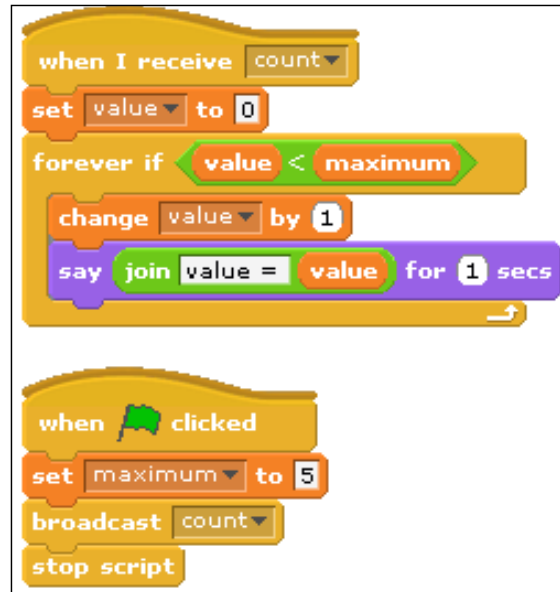 when I receive count
set value to 0
forever if value < maximum
change value by 1
say join value = value for 1 secs
when clicked
set maximum to 5
broadcast count
stop script